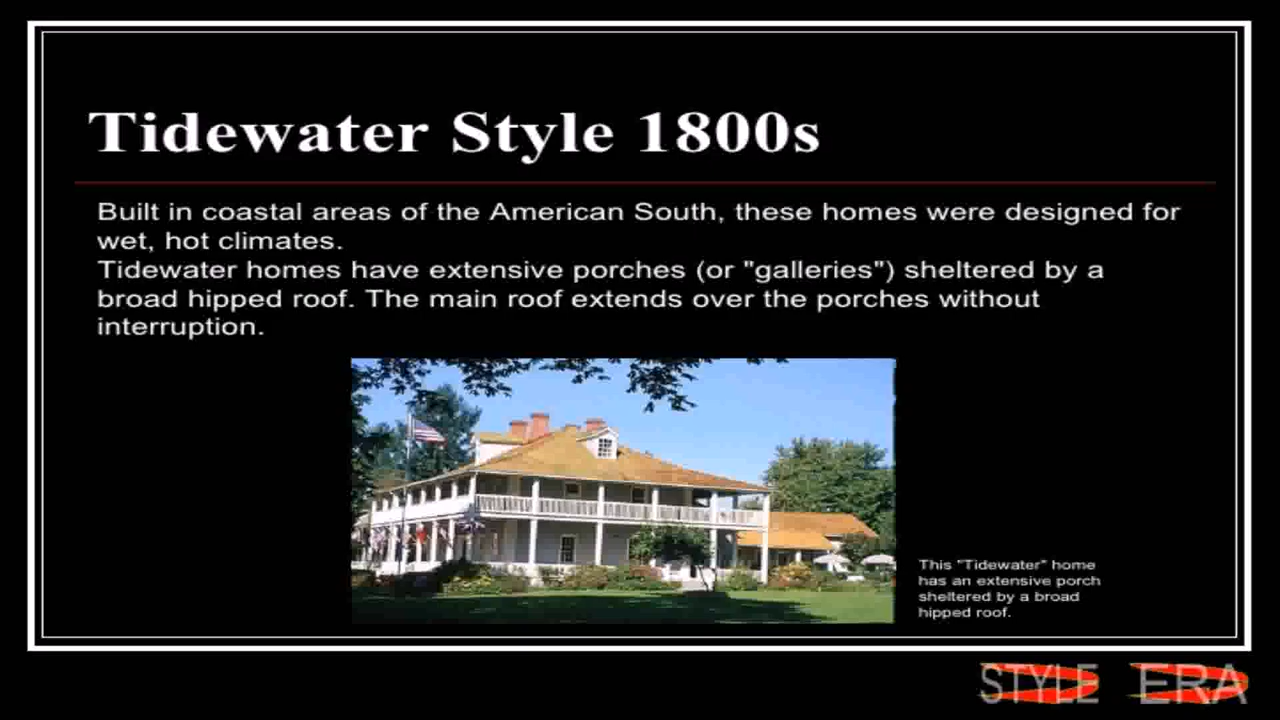 Tidewater Style 1800s
Built in coastal areas of the American South, these homes were designed for
wet, hot climates.
Tidewater homes have extensive porches (or "galleries") sheltered by a
broad hipped roof. The main roof extends over the porches without
interruption.
This "Tidewater" home
has an extensive porch
sheltered by a broad
hipped roof.
STYLE ERA